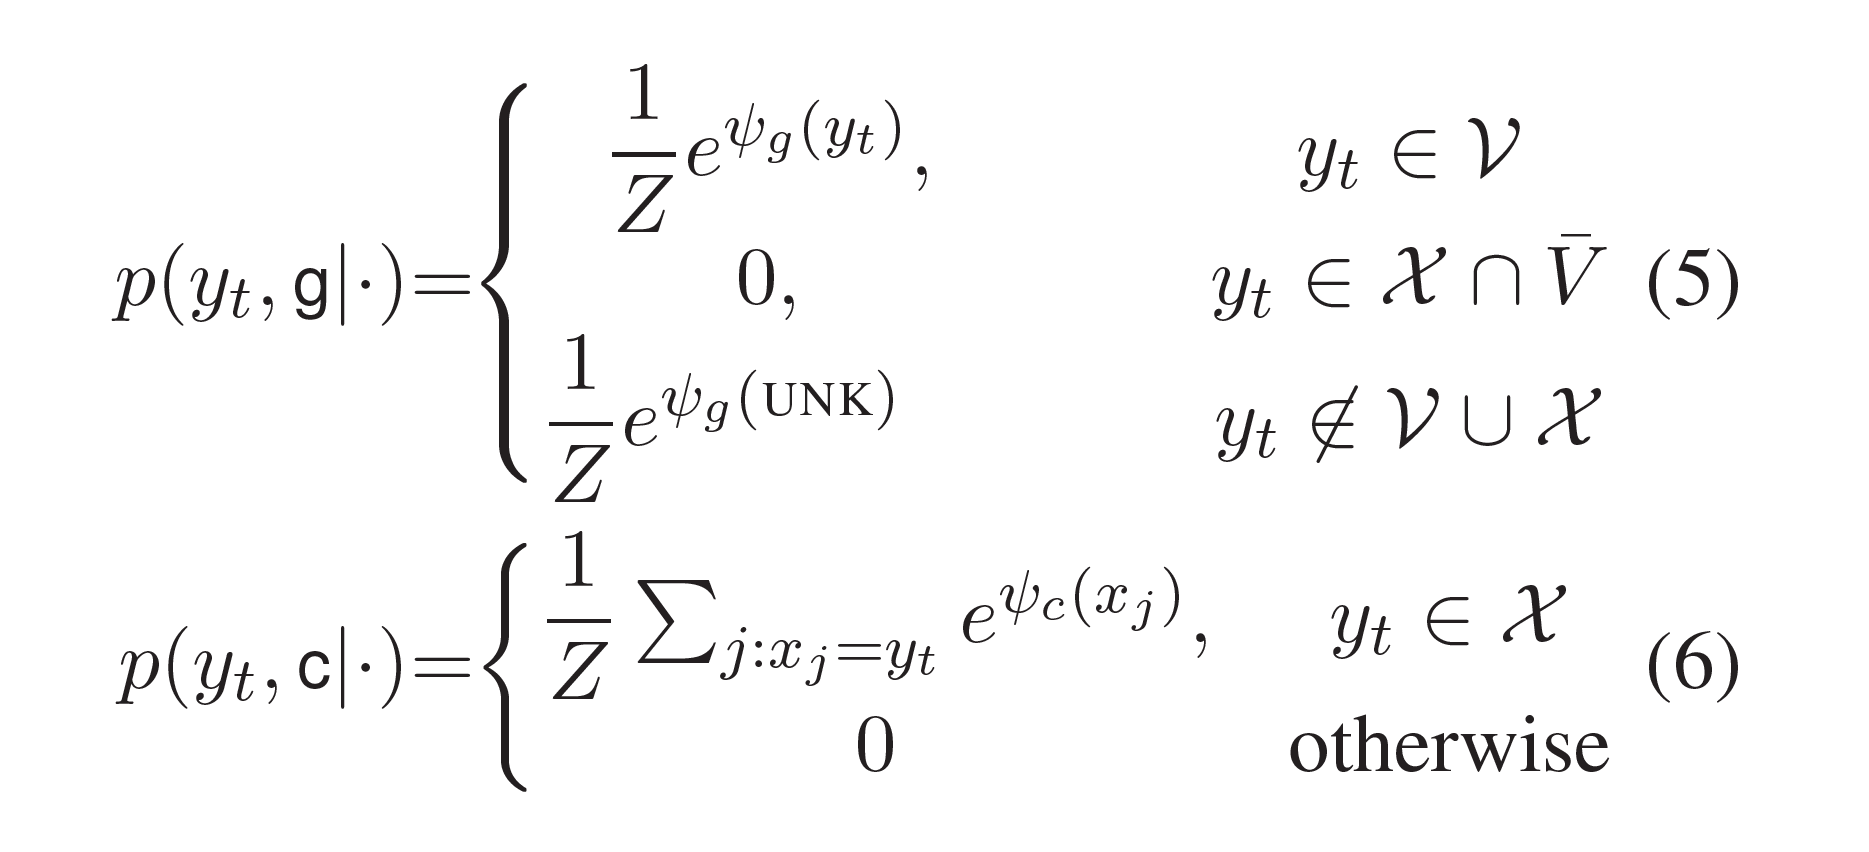 p(y_t, g|·)= { 1/Z e^{ψ_g(y_t)}, y_t ∈ 𝒱
0, y_t ∈ 𝒳 ∩ V̄ (5)
1/Z e^{ψ_g(UNK)} y_t ∉ 𝒱 ∪ 𝒳
p(y_t, c|·)= { 1/Z ∑_{j:x_j=y_t} e^{ψ_c(x_j)}, y_t ∈ 𝒳 (6)
0 otherwise